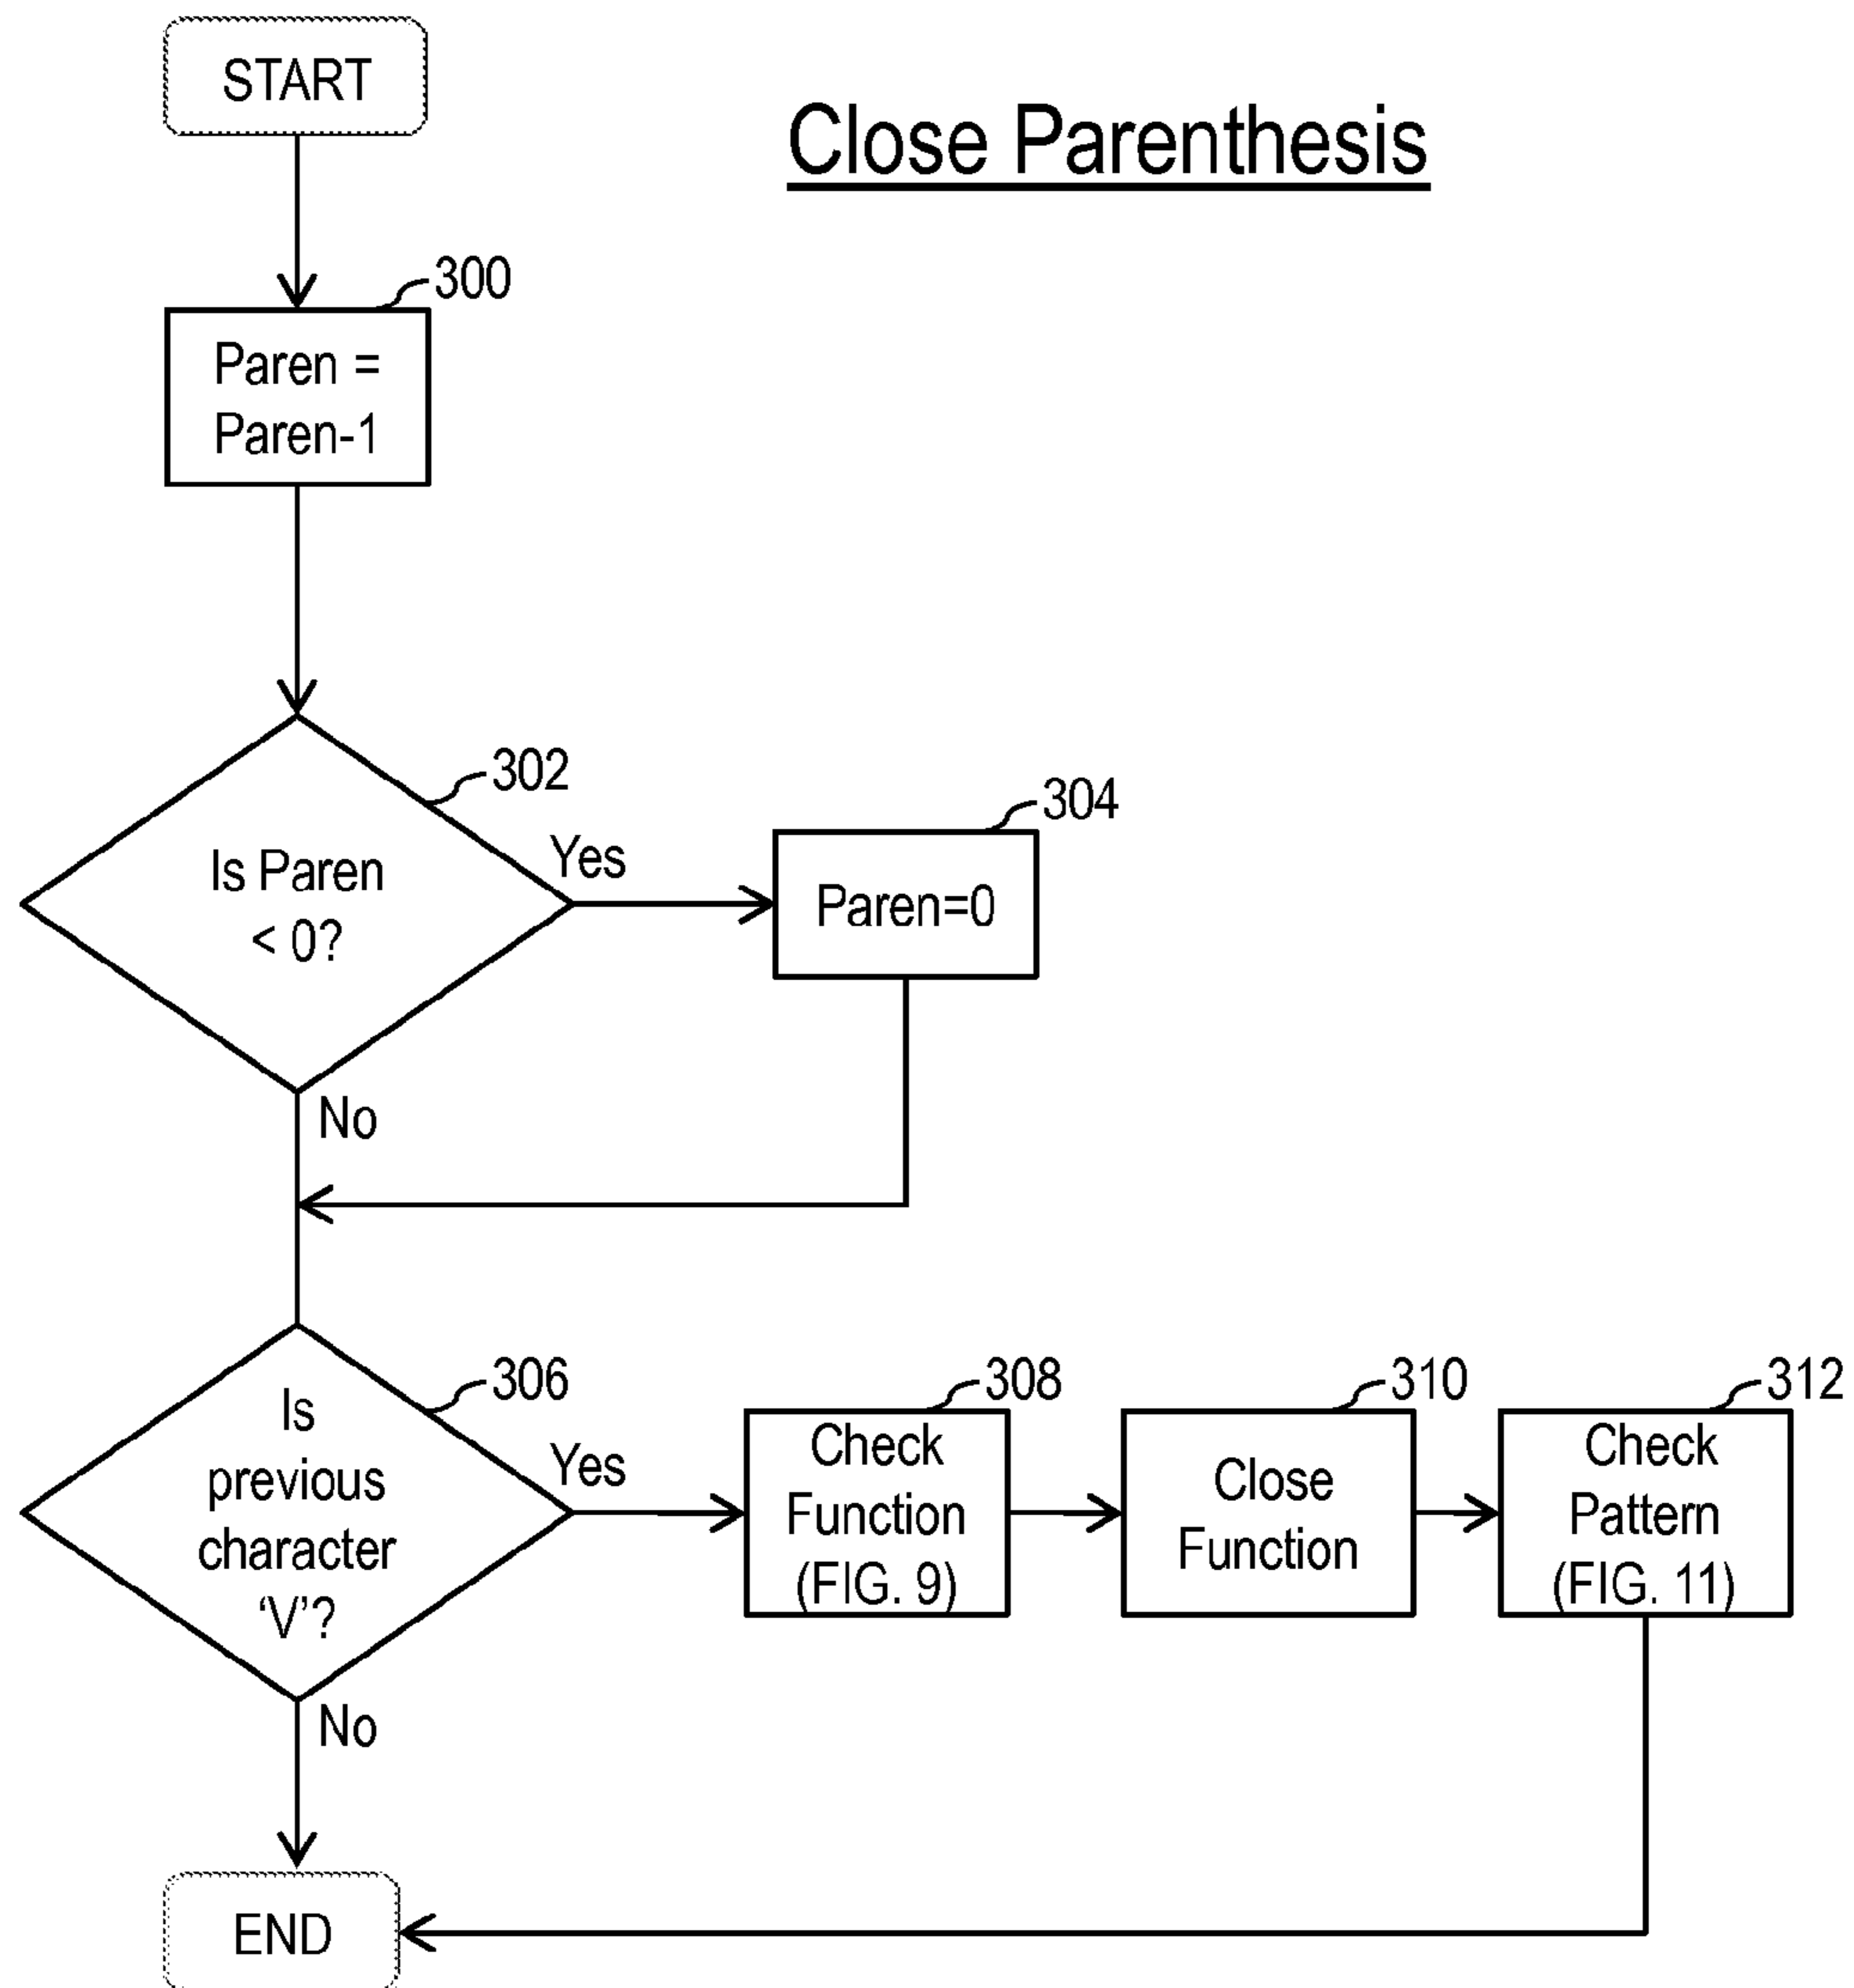 START
Close Parenthesis
300
Paren =
Paren-1
302
Is Paren
< 0?
Yes
304
Paren=0
No
306
Is
previous
character
‘V’?
Yes
308
Check
Function
(FIG. 9)
310
Close
Function
312
Check
Pattern
(FIG. 11)
No
END